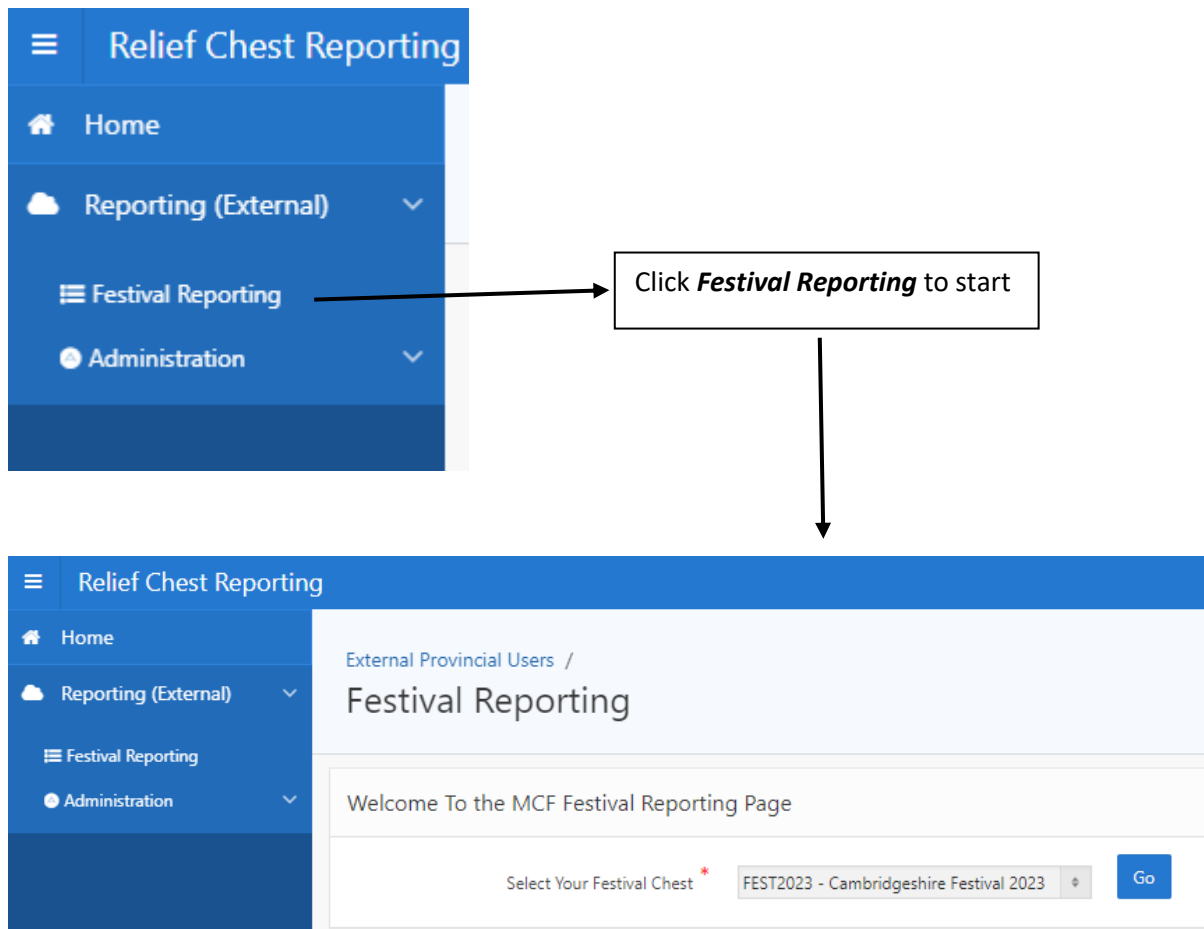 Relief Chest Reporting
Home
Reporting (External)
Festival Reporting
Administration
Click Festival Reporting to start
Relief Chest Reporting
Home
Reporting (External)
Festival Reporting
Administration
External Provincial Users /
Festival Reporting
Welcome To the MCF Festival Reporting Page
Select Your Festival Chest * FEST2023 - Cambridgeshire Festival 2023 Go